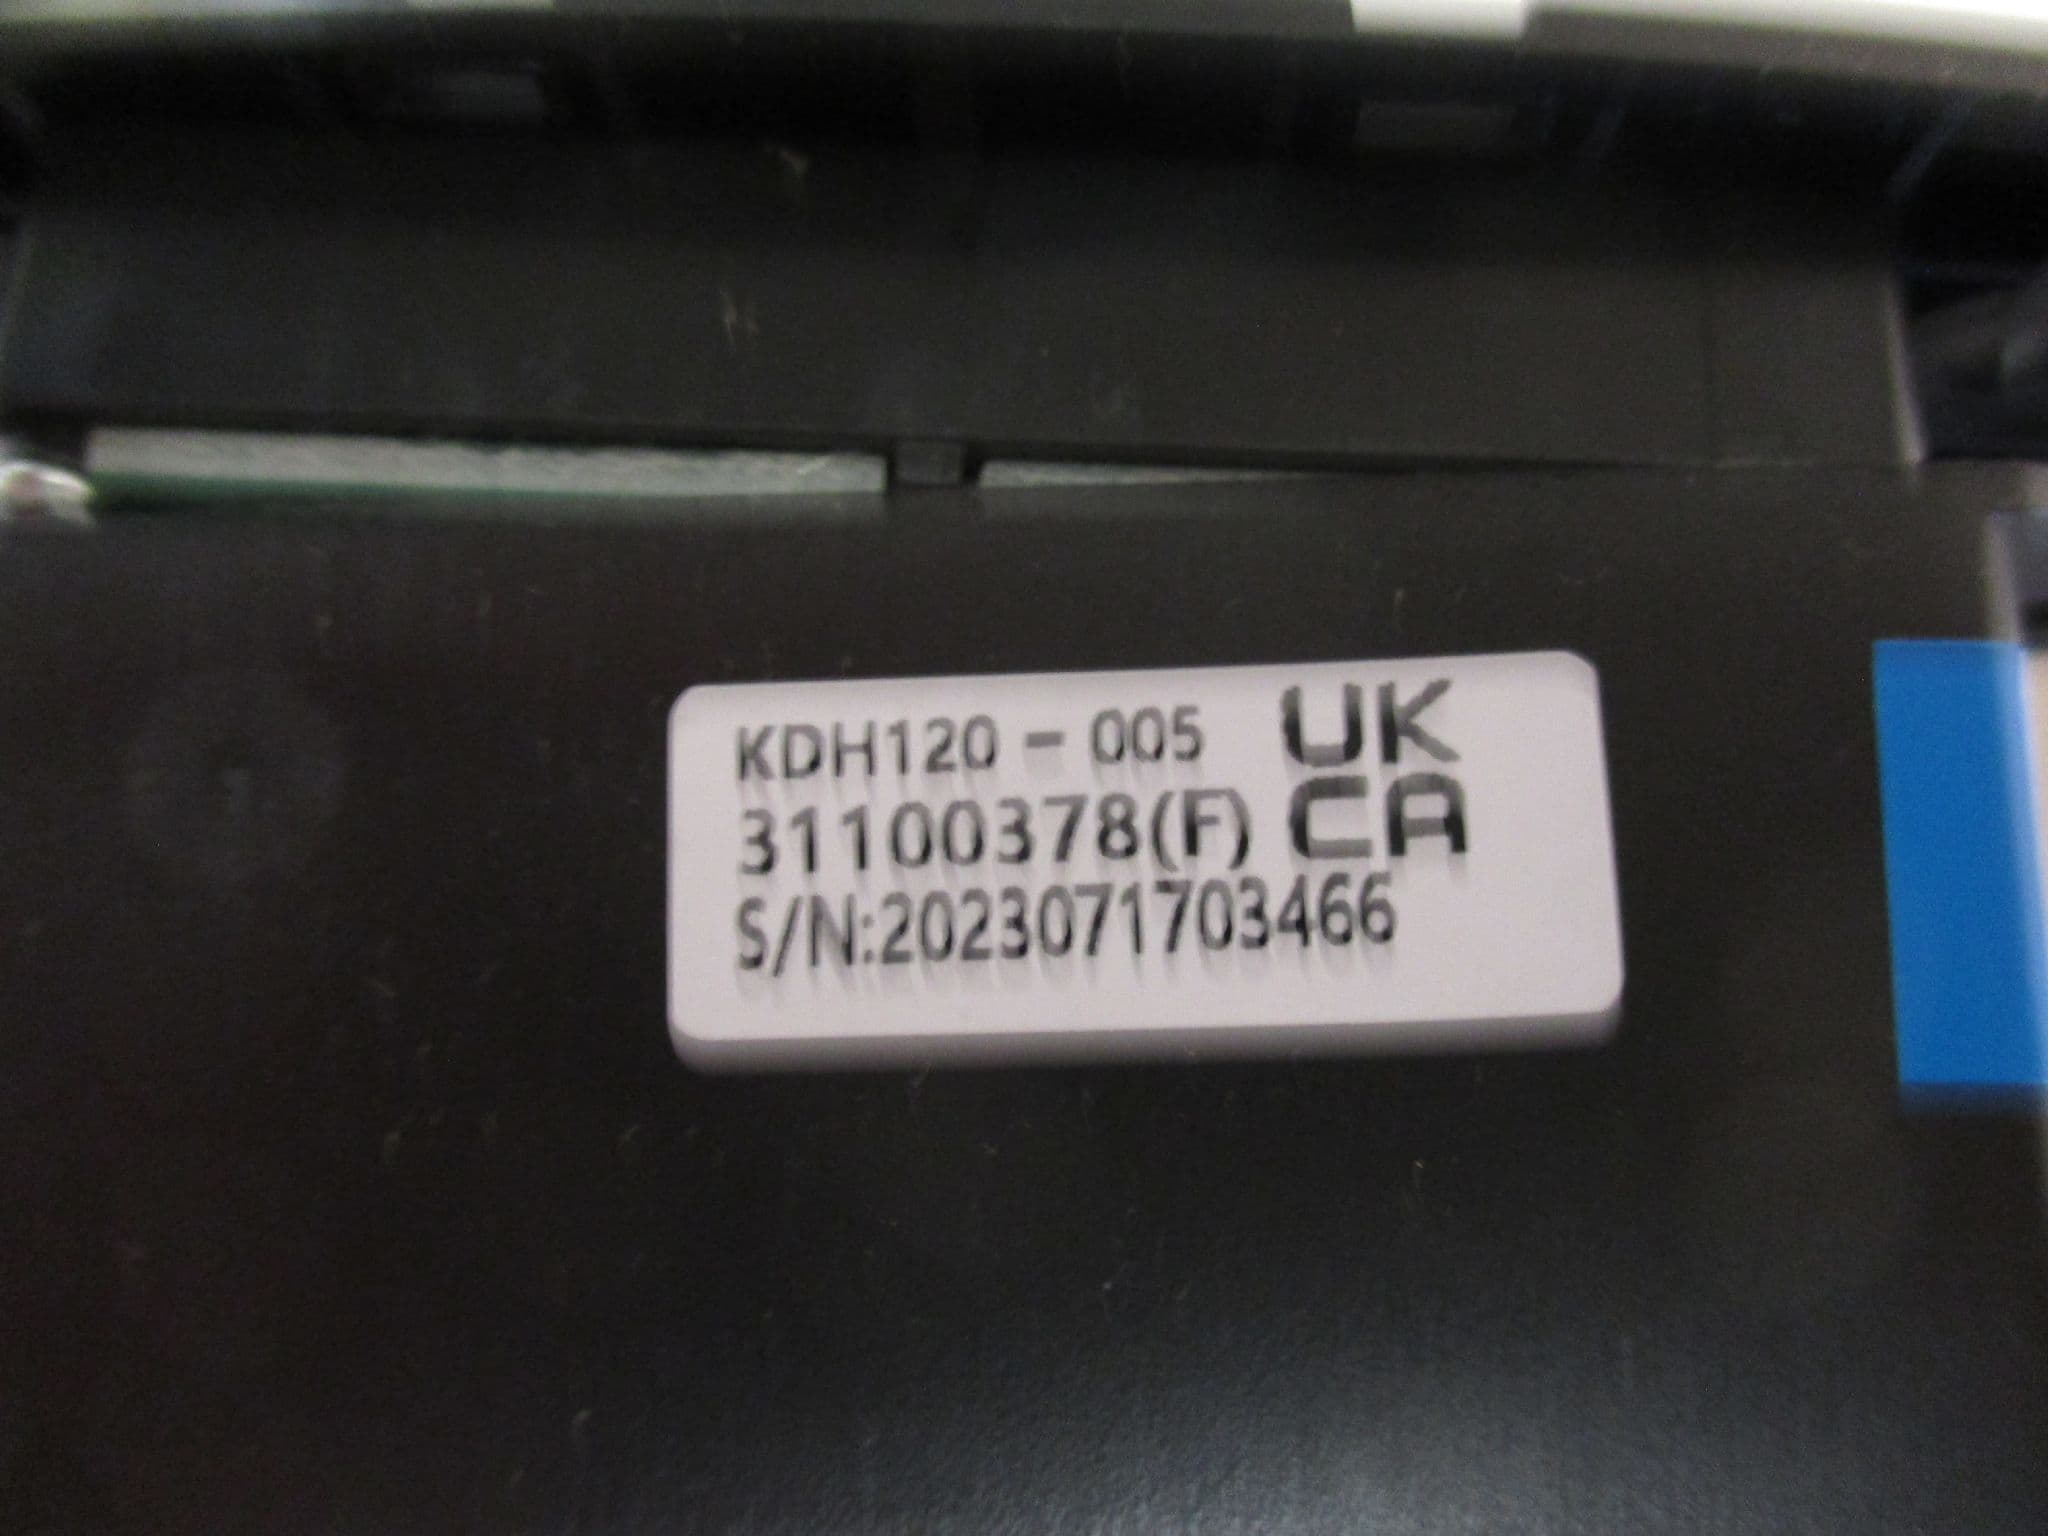 KDH120 - 005 UK
31100378(F) CA
S/N:2023071703466